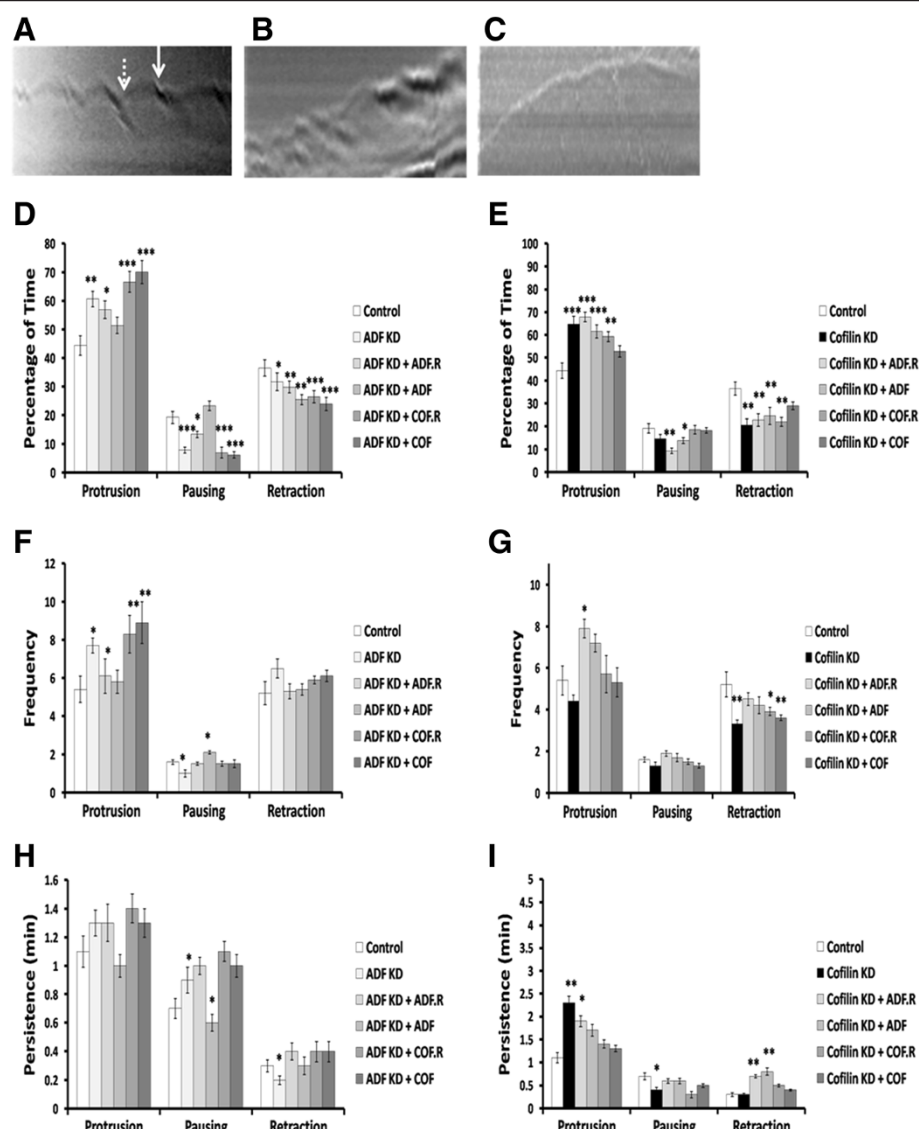 A B C
D E
80
70
60
50
40
30
20
10
0
Percentage of Time
** * *** ***
*** * *** ***
* ** ** *** ***
Protrusion Pausing Retraction
Control
ADF KD
ADF KD + ADF.R
ADF KD + ADF
ADF KD + COF.R
ADF KD + COF
100
90
80
70
60
50
40
30
20
10
0
Percentage of Time
*** *** *** **
** *
** ** ** **
Protrusion Pausing Retraction
Control
Cofilin KD
Cofilin KD + ADF.R
Cofilin KD + ADF
Cofilin KD + COF.R
Cofilin KD + COF
F G
12
10
8
6
4
2
0
Frequency
* * ** **
* *
Protrusion Pausing Retraction
Control
ADF KD
ADF KD + ADF.R
ADF KD + ADF
ADF KD + COF.R
ADF KD + COF
10
8
6
4
2
0
Frequency
*
** * **
Protrusion Pausing Retraction
Control
Cofilin KD
Cofilin KD + ADF.R
Cofilin KD + ADF
Cofilin KD + COF.R
Cofilin KD + COF
H I
1.6
1.4
1.2
1
0.8
0.6
0.4
0.2
0
Persistence (min)
* *
*
Protrusion Pausing Retraction
Control
ADF KD
ADF KD + ADF.R
ADF KD + ADF
ADF KD + COF.R
ADF KD + COF
5
4.5
4
3.5
3
2.5
2
1.5
1
0.5
0
Persistence (min)
** *
*
** **
Protrusion Pausing Retraction
Control
Cofilin KD
Cofilin KD + ADF.R
Cofilin KD + ADF
Cofilin KD + COF.R
Cofilin KD + COF